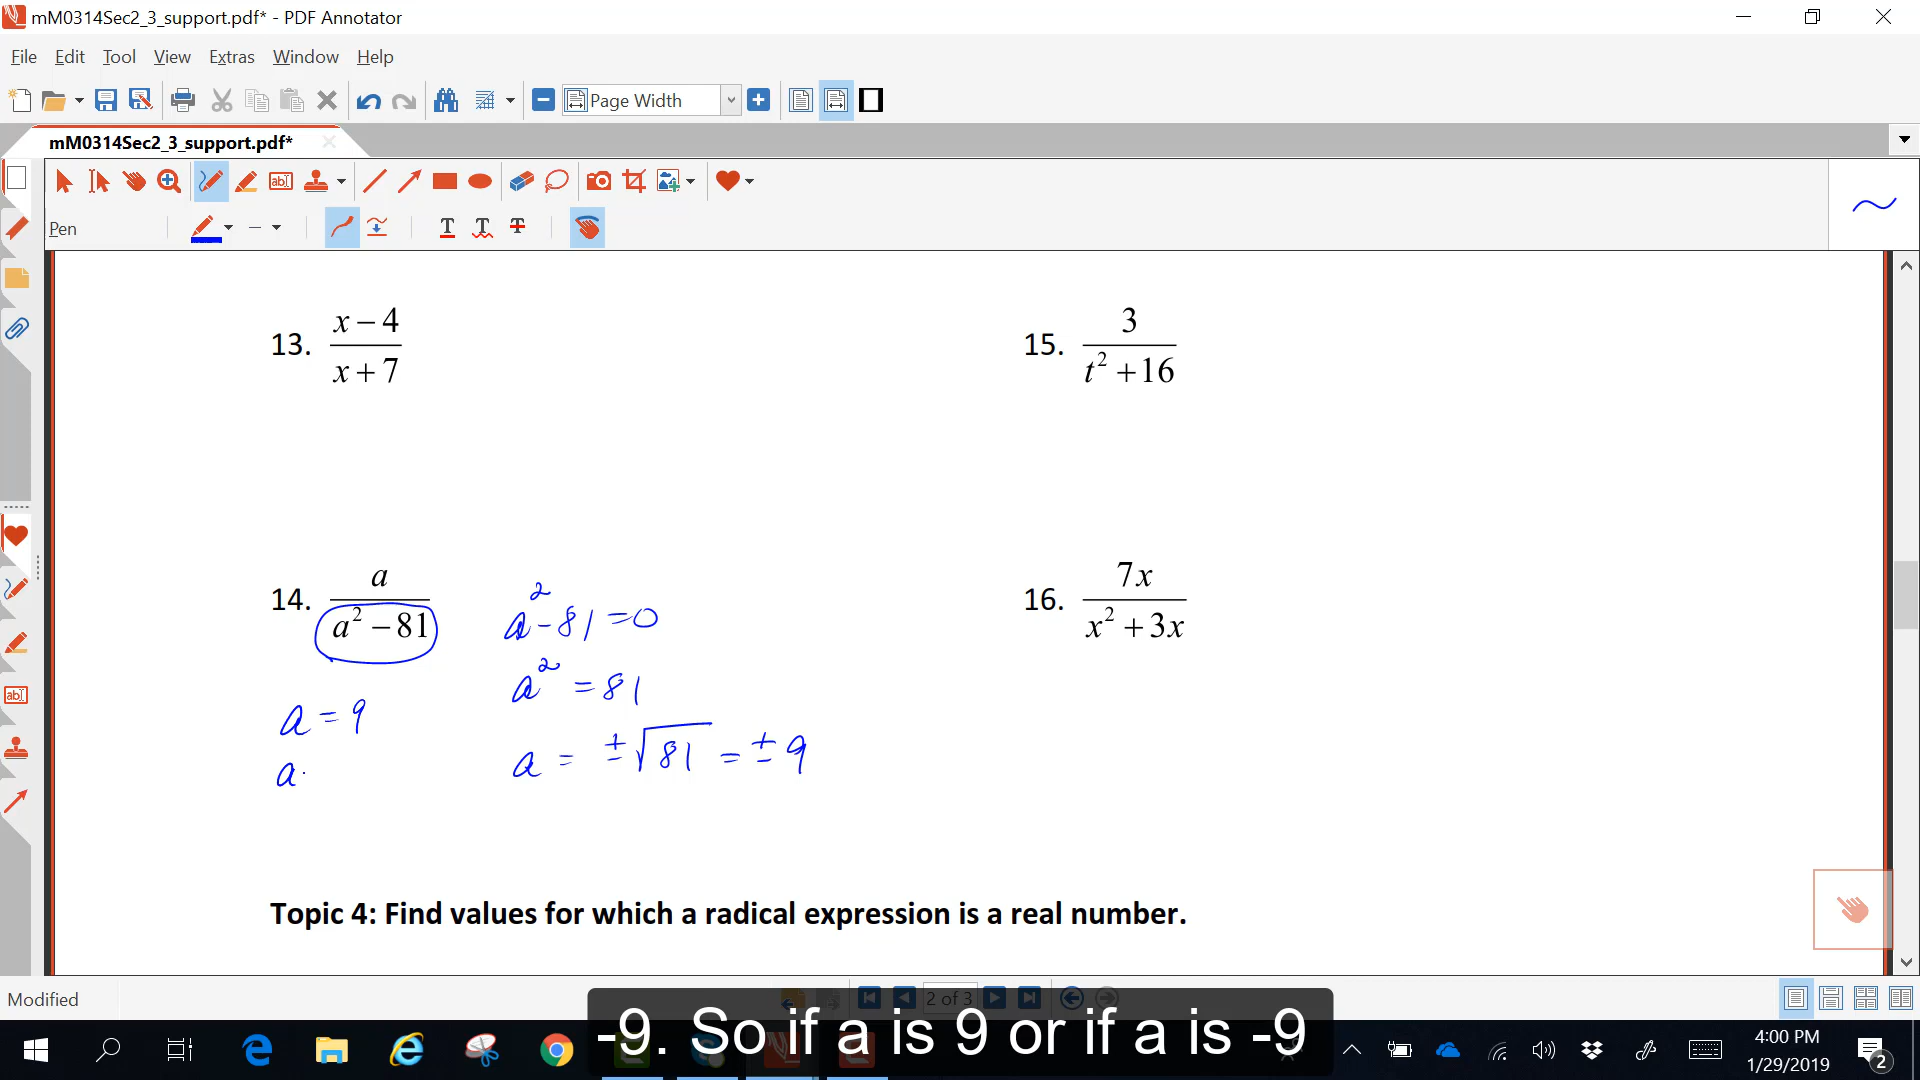 mM0314Sec2_3_support.pdf* - PDF Annotator
File Edit Tool View Extras Window Help
Page Width
mM0314Sec2_3_support.pdf*
Pen
13. x − 4 / x + 7
15. 3 / t² + 16
14. a / a² − 81
a² - 81 = 0
a² = 81
a = ±√81 = ±9
a = 9
a
16. 7x / x² + 3x
Topic 4: Find values for which a radical expression is a real number.
Modified
2 of 3
-9. So if a is 9 or if a is -9
4:00 PM
1/29/2019
2